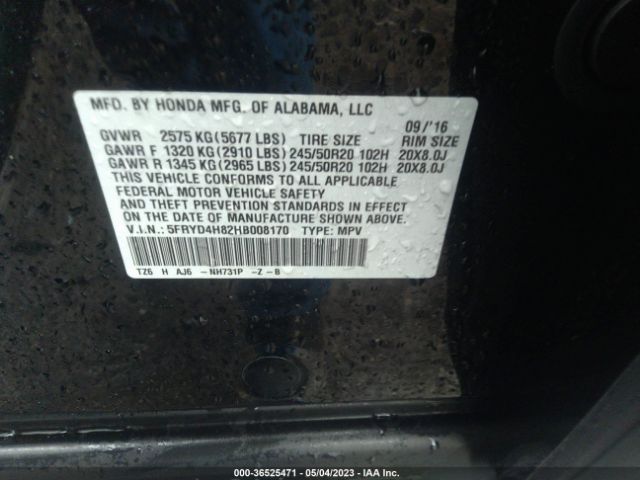 MFD. BY HONDA MFG. OF ALABAMA, LLC 09/'16
GVWR 2575 KG(5677 LBS) TIRE SIZE RIM SIZE
GAWR F 1320 KG(2910 LBS)245/50R20 102H 20X8.0J
GAWR R 1345 KG(2965 LBS)245/50R20 102H 20X8.0J
THIS VEHICLE CONFORMS TO ALL APPLICABLE
FEDERAL MOTOR VEHICLE SAFETY
AND THEFT PREVENTION STANDARDS IN EFFECT
ON THE DATE OF MANUFACTURE SHOWN ABOVE.
V.I.N.: 5FRYD4H82HB008170 TYPE: MPV
TZ6 H AJ6 -NH731P -Z-B
000-36525471 - 05/04/2023 - IAA Inc.